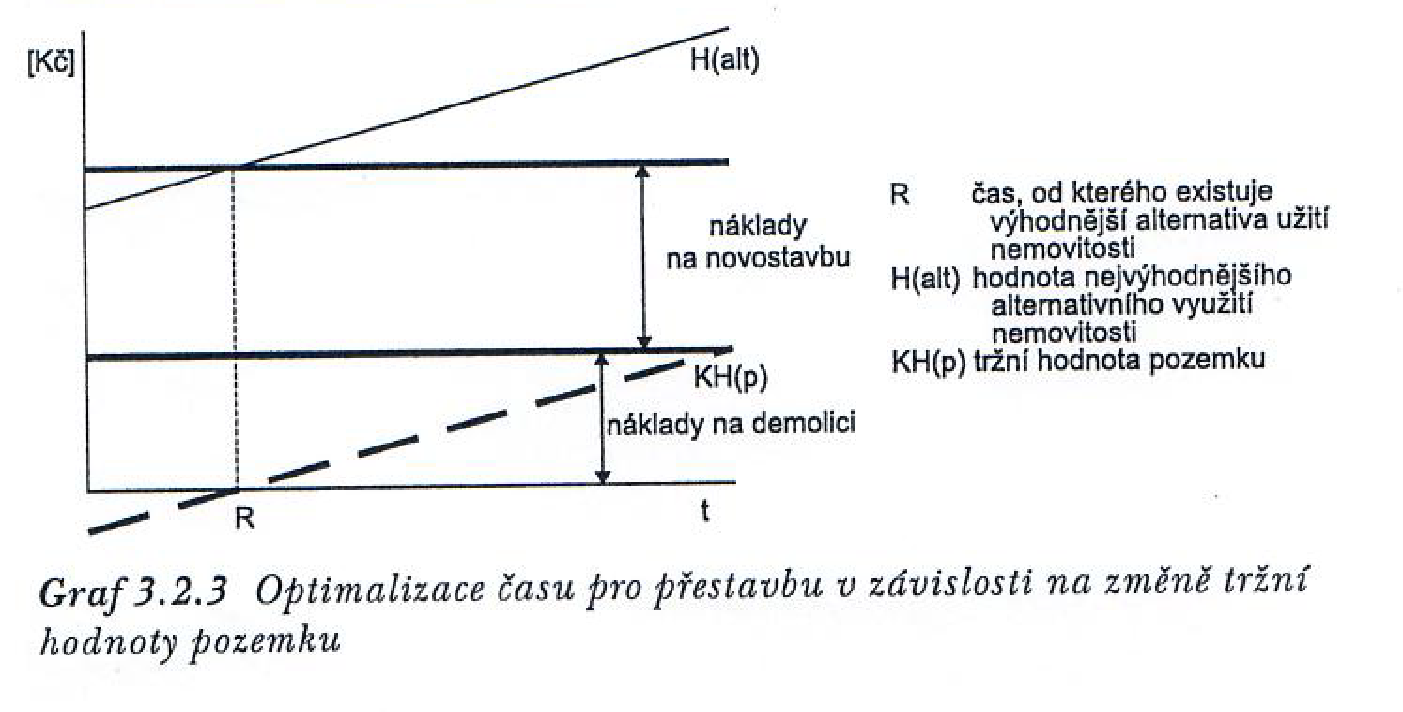 [Kč]
H(alt)
náklady
na novostavbu
KH(p)
náklady na demolici
R
t
R čas, od kterého existuje
výhodnější alternativa užití
nemovitosti
H(alt) hodnota nejvýhodnějšího
alternativního využití
nemovitosti
KH(p) tržní hodnota pozemku
Graf 3.2.3 Optimalizace času pro přestavbu v závislosti na změně tržní
hodnoty pozemku